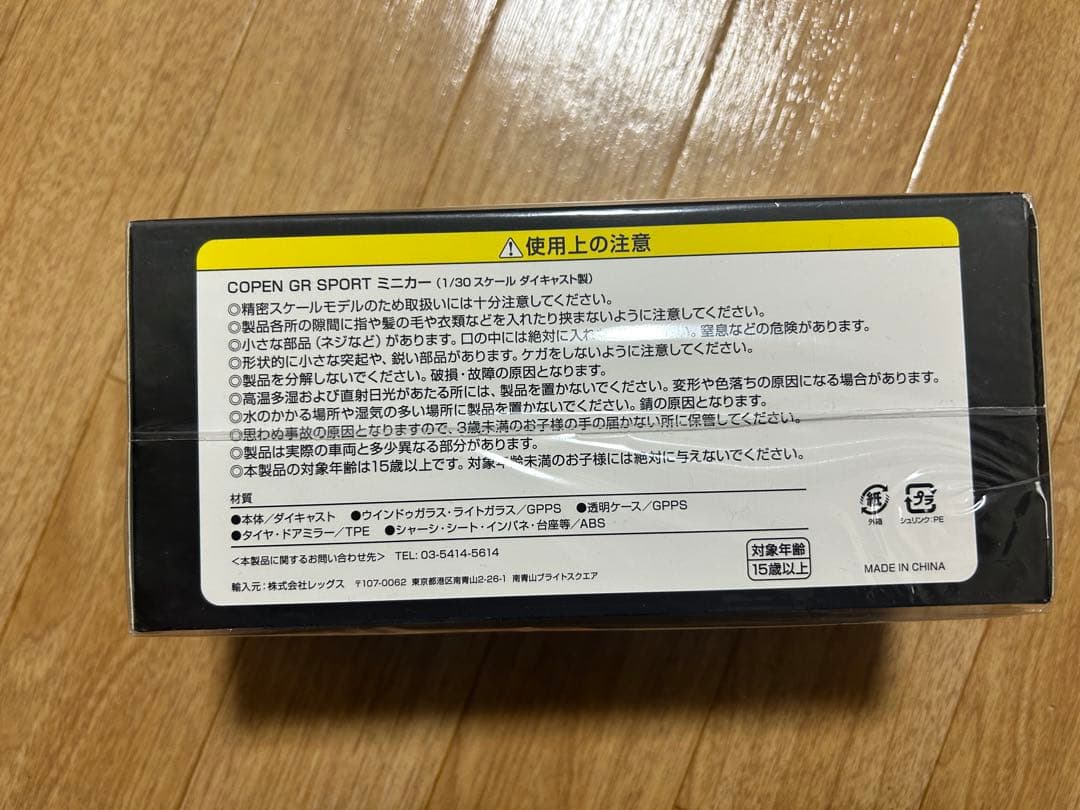 ⚠使用上の注意
COPEN GR SPORT ミニカー(1/30スケール ダイキャスト製)
◎精密スケールモデルのため取扱いには十分注意してください。
◎製品各所の隙間に指や髪の毛や衣類などを入れたり挟まないように注意してください。
◎小さな部品(ネジなど)があります。口の中には絶対に入れ 。窒息などの危険があります。
◎形状的に小さな突起や、鋭い部品があります。ケガをしないように注意してください。
◎製品を分解しないでください。破損・故障の原因となります。
◎高温多湿および直射日光があたる所には、製品を置かないでください。変形や色落ちの原因になる場合があります。
◎水のかかる場所や湿気の多い場所に製品を置かないでください。錆の原因となります。
◎思わぬ事故の原因となりますので、3歳未満のお子様の手の届かない所に保管してください。
◎製品は実際の車両と多少異なる部分があります。
◎本製品の対象年齢は15歳以上です。対象年齢未満のお子様には絶対に与えないでください。
材質
●本体/ダイキャスト ●ウインドゥガラス・ライトガラス/GPPS ●透明ケース/GPPS
●タイヤ・ドアミラー/TPE ●シャーシ・シート・インパネ・台座等/ABS
<本製品に関するお問い合わせ先> TEL: 03-5414-5614
輸入元:株式会社レッグス 〒107-0062 東京都港区南青山2-26-1 南青山ブライトスクエア
対象年齢
15歳以上
紙
外箱
プラ
シュリンク:PE
MADE IN CHINA